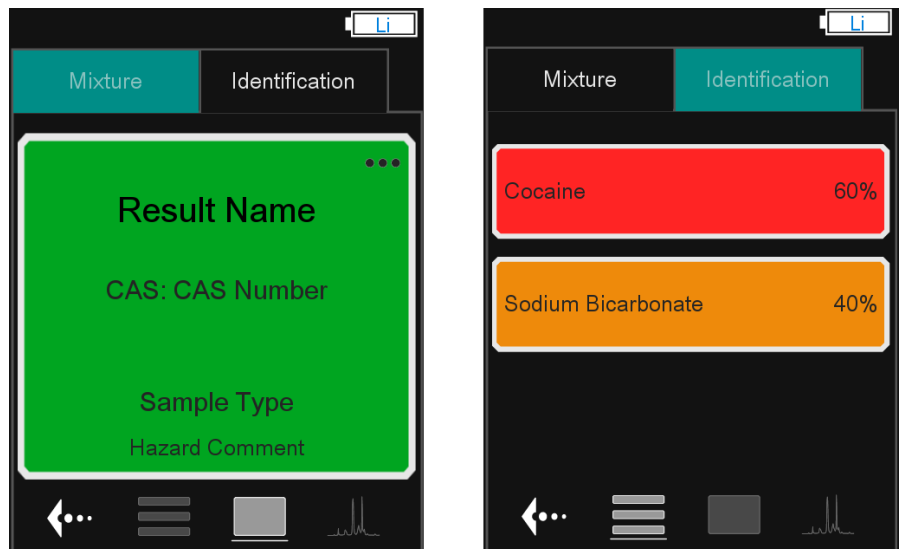 Li
Mixture Identification
Result Name
CAS: CAS Number
Sample Type
Hazard Comment
Li
Mixture Identification
Cocaine 60%
Sodium Bicarbonate 40%